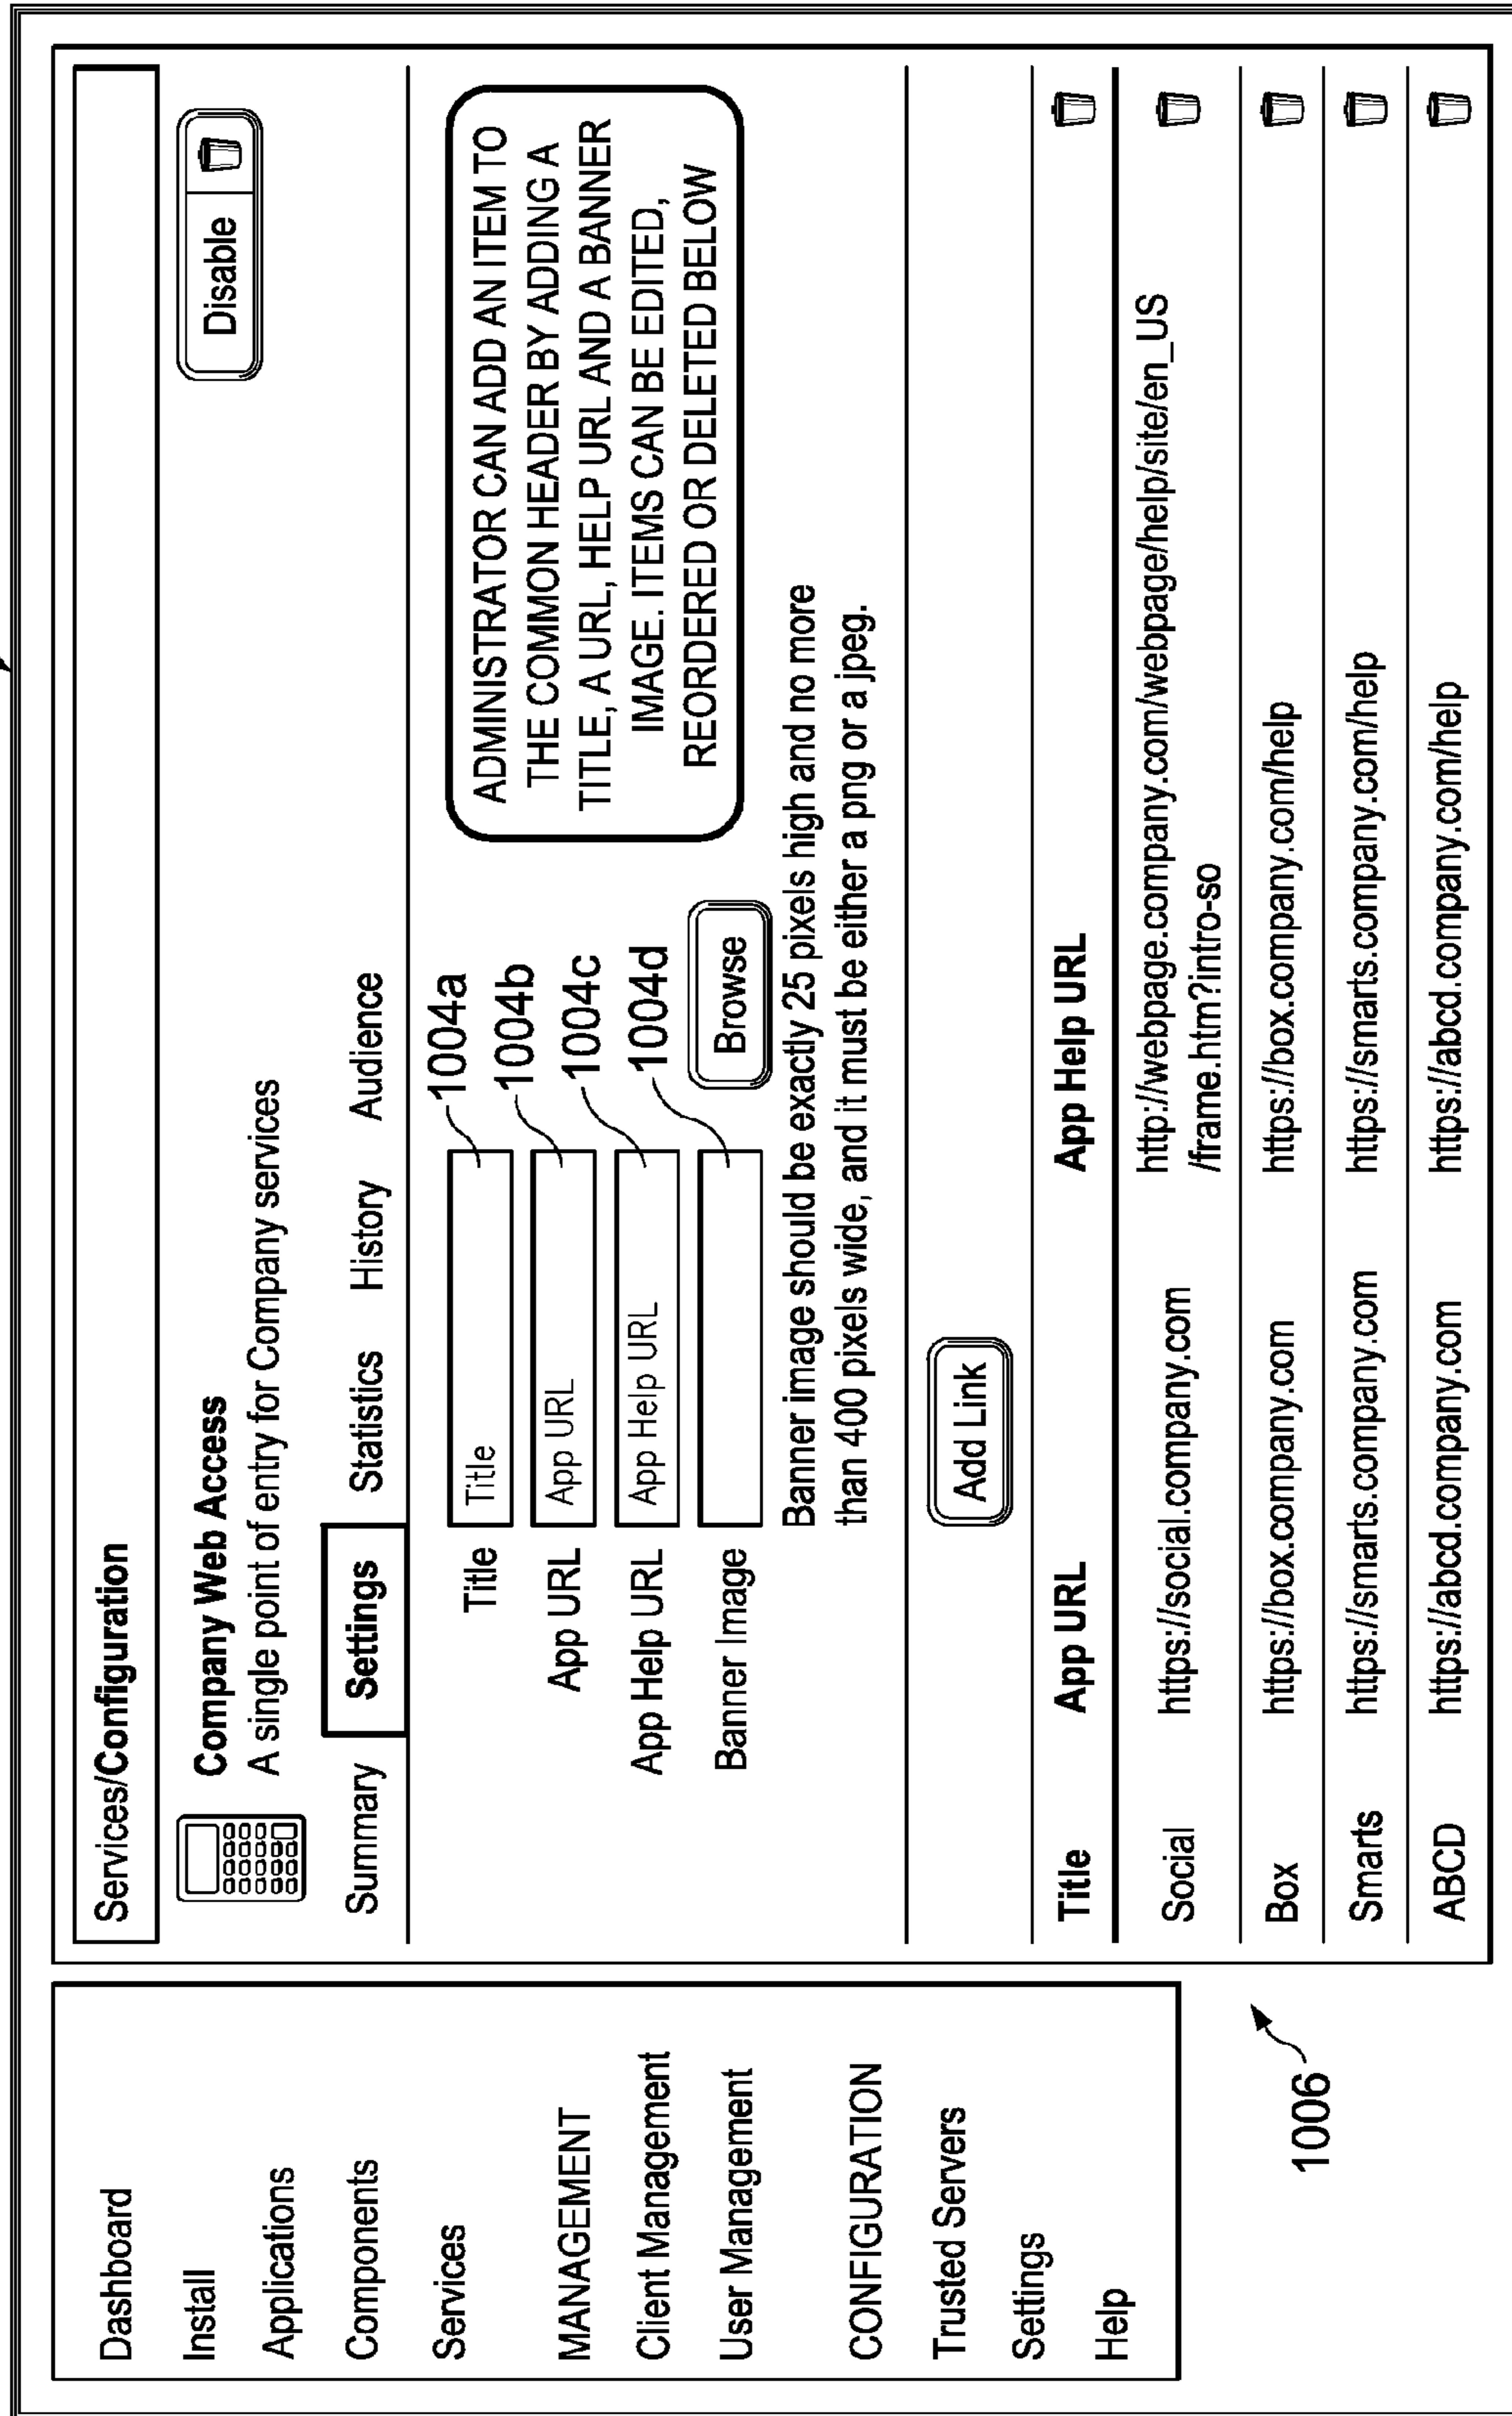 Dashboard
Install
Applications
Components
Services
MANAGEMENT
Client Management
User Management
CONFIGURATION
Trusted Servers
Settings
Help
1006
Services/Configuration
Company Web Access
A single point of entry for Company services
Disable
Summary Settings Statistics History Audience
Title Title 1004a
App URL App URL 1004b
App Help URL App Help URL 1004c
Banner Image 1004d
Browse
Banner image should be exactly 25 pixels high and no more
than 400 pixels wide, and it must be either a png or a jpeg.
ADMINISTRATOR CAN ADD AN ITEM TO
THE COMMON HEADER BY ADDING A
TITLE, A URL, HELP URL AND A BANNER
IMAGE. ITEMS CAN BE EDITED,
REORDERED OR DELETED BELOW
Add Link
Title App URL App Help URL
Social https://social.company.com http://webpage.company.com/webpage/help/site/en_US
/frame.htm?intro-so
Box https://box.company.com https://box.company.com/help
Smarts https://smarts.company.com https://smarts.company.com/help
ABCD https://abcd.company.com https://abcd.company.com/help